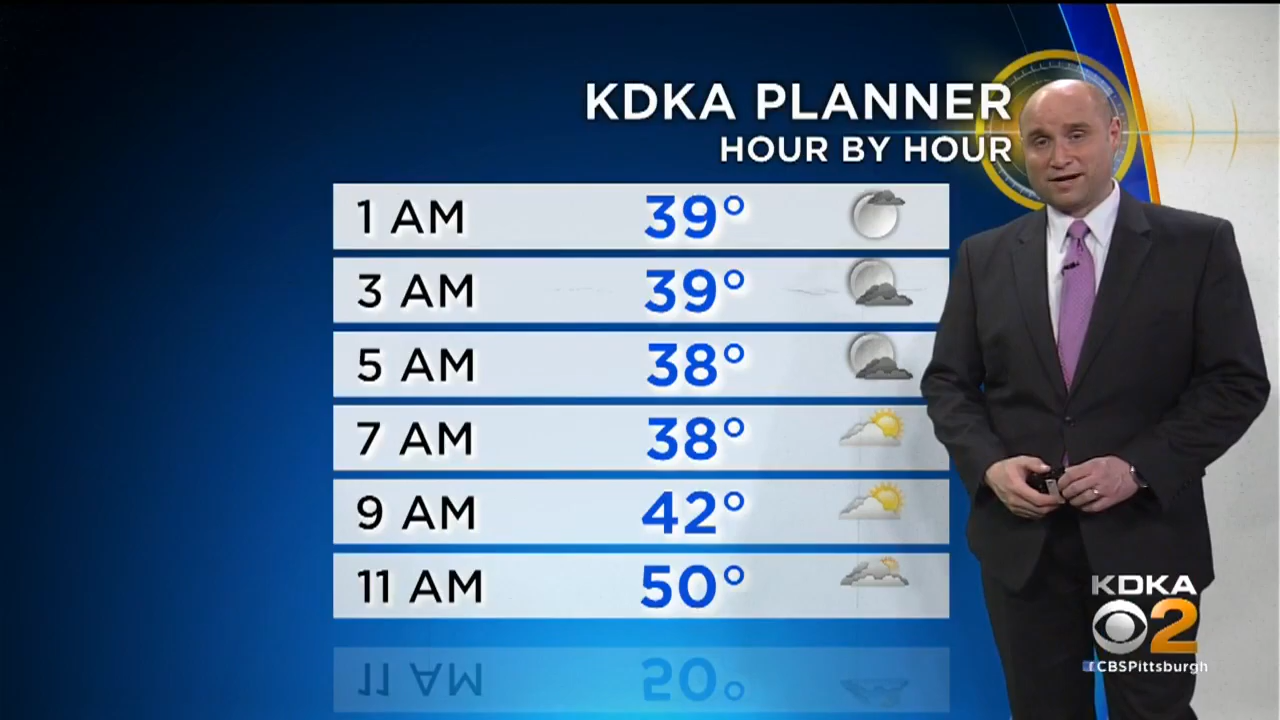 KDKA PLANNER
HOUR BY HOUR
1 AM 39°
3 AM 39°
5 AM 38°
7 AM 38°
9 AM 42°
11 AM 50°
KDKA
2
CBSPittsburgh